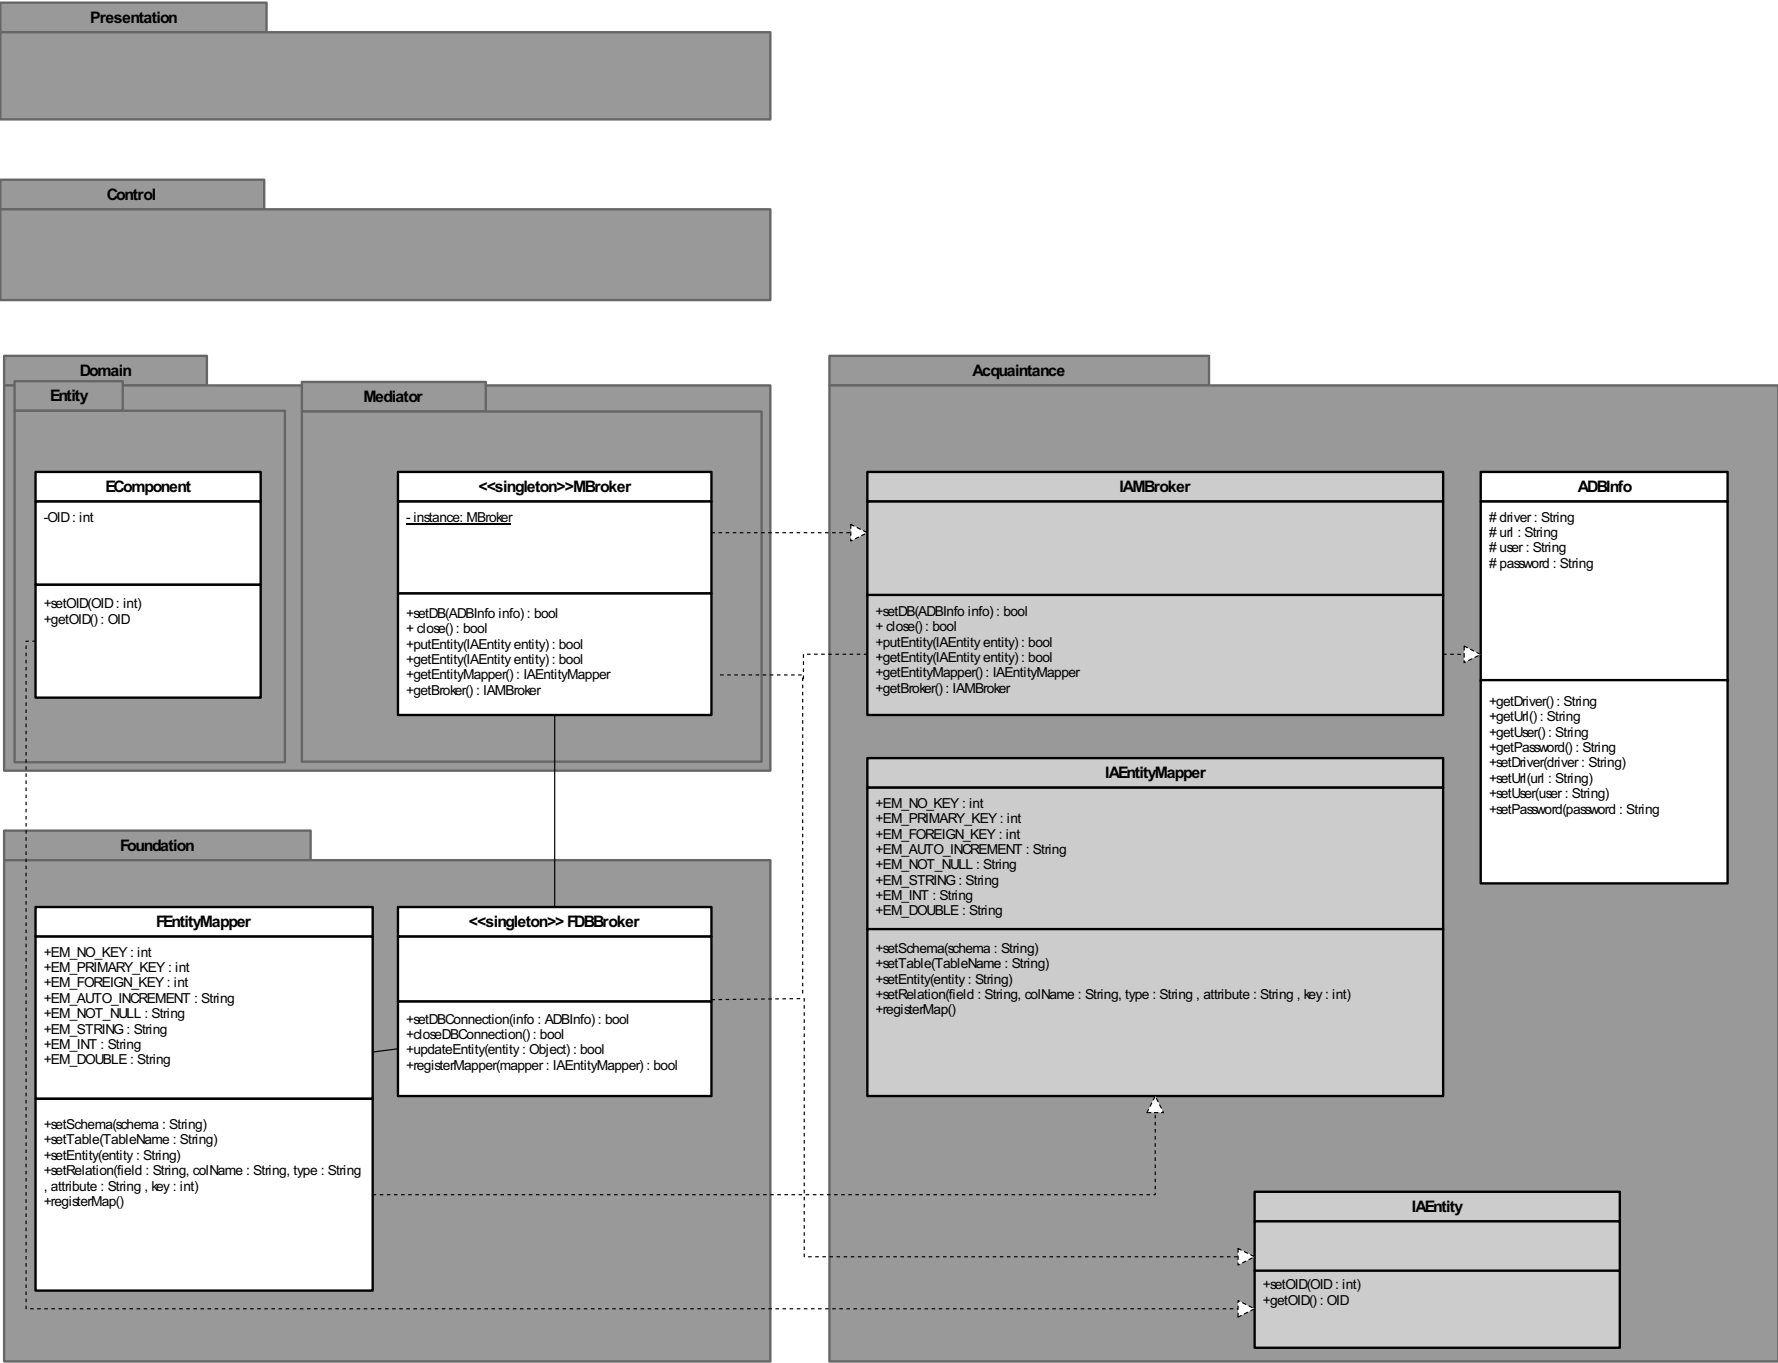 Presentation
Control
Domain
Entity
Mediator
EComponent
-OID : int
+setOID(OID : int)
+getOID() : OID
<<singleton>>MBroker
- instance: MBroker
+setDB(ADBInfo info) : bool
+ close() : bool
+putEntity(IAEntity entity) : bool
+getEntity(IAEntity entity) : bool
+getEntityMapper() : IAEntityMapper
+getBroker() : IAMBroker
Acquaintance
IAMBroker
+setDB(ADBInfo info) : bool
+ close() : bool
+putEntity(IAEntity entity) : bool
+getEntity(IAEntity entity) : bool
+getEntityMapper() : IAEntityMapper
+getBroker() : IAMBroker
ADBInfo
# driver : String
# url : String
# user : String
# password : String
+getDriver() : String
+getUrl() : String
+getUser() : String
+getPassword() : String
+setDriver(driver : String)
+setUrl(url : String)
+setUser(user : String)
+setPassword(password : String
IAEntityMapper
+EM_NO_KEY : int
+EM_PRIMARY_KEY : int
+EM_FOREIGN_KEY : int
+EM_AUTO_INCREMENT : String
+EM_NOT_NULL : String
+EM_STRING : String
+EM_INT : String
+EM_DOUBLE : String
+setSchema(schema : String)
+setTable(TableName : String)
+setEntity(entity : String)
+setRelation(field : String, colName : String, type : String , attribute : String , key : int)
+registerMap()
Foundation
FEntityMapper
+EM_NO_KEY : int
+EM_PRIMARY_KEY : int
+EM_FOREIGN_KEY : int
+EM_AUTO_INCREMENT : String
+EM_NOT_NULL : String
+EM_STRING : String
+EM_INT : String
+EM_DOUBLE : String
+setSchema(schema : String)
+setTable(TableName : String)
+setEntity(entity : String)
+setRelation(field : String, colName : String, type : String
, attribute : String , key : int)
+registerMap()
<<singleton>> FDBBroker
+setDBConnection(info : ADBInfo) : bool
+closeDBConnection() : bool
+updateEntity(entity : Object) : bool
+registerMapper(mapper : IAEntityMapper) : bool
IAEntity
+setOID(OID : int)
+getOID() : OID